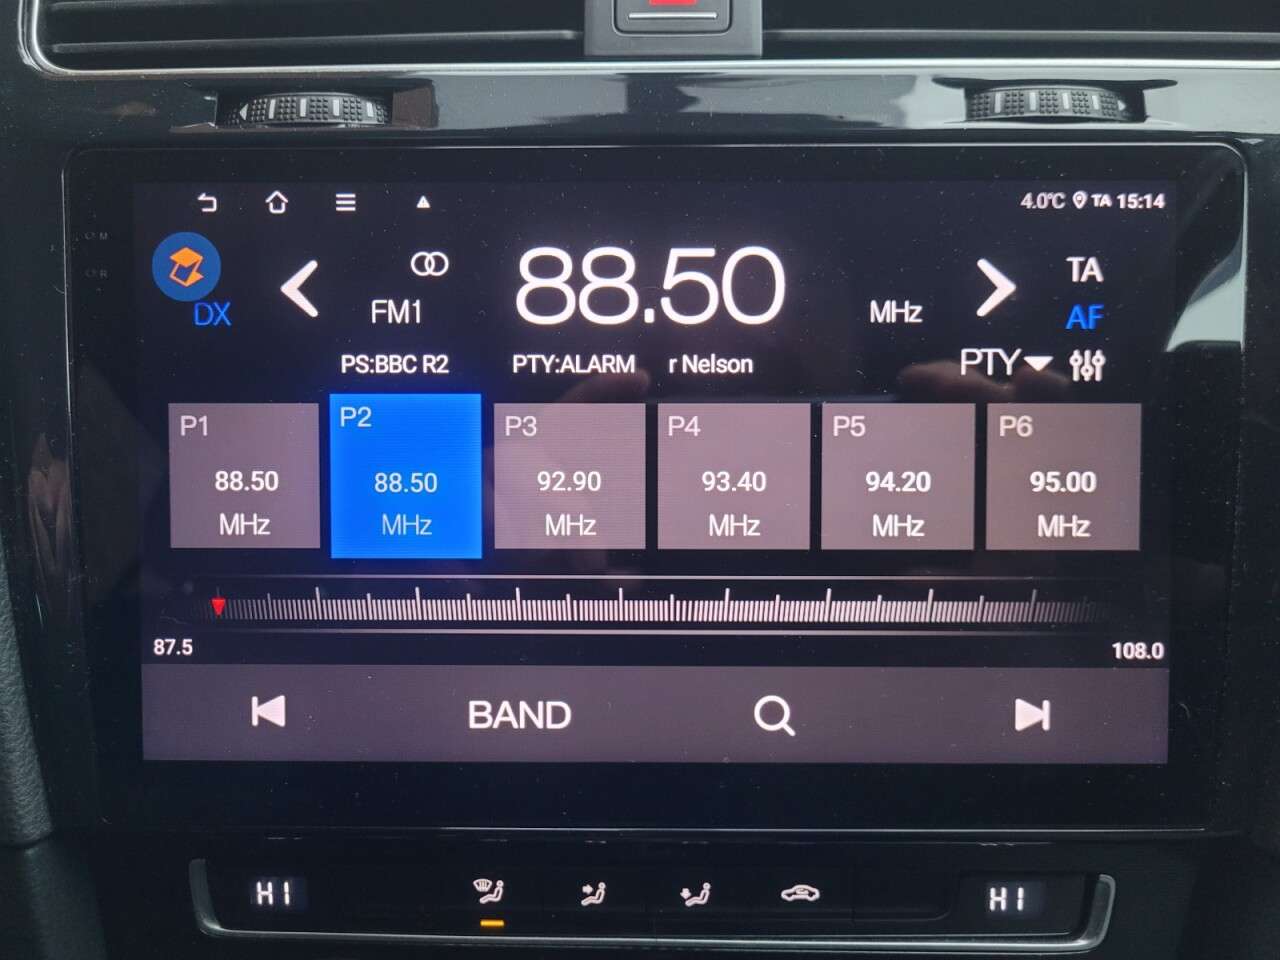 4.0°C TA 15:14
DX
FM1
88.50
MHz
TA
AF
PS:BBC R2
PTY:ALARM
r Nelson
PTY
P1
88.50
MHz
P2
88.50
MHz
P3
92.90
MHz
P4
93.40
MHz
P5
94.20
MHz
P6
95.00
MHz
87.5
108.0
BAND
HI
HI